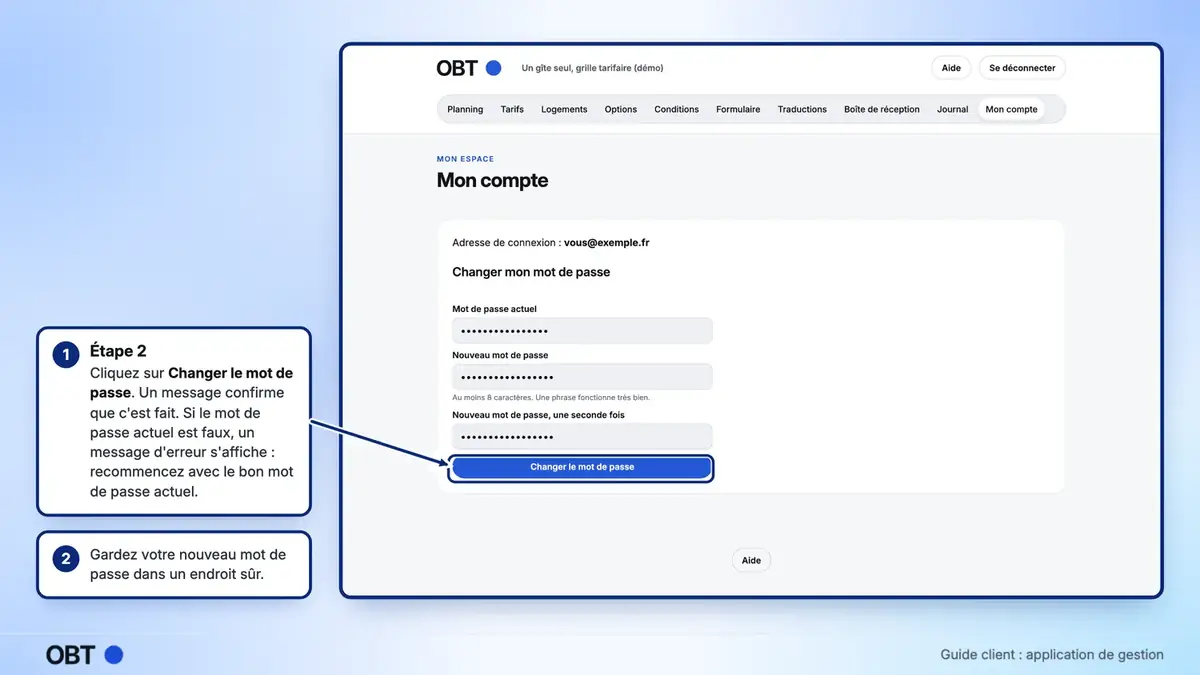 OBT
Un gîte seul, grille tarifaire (démo)
Aide
Se déconnecter
Planning
Tarifs
Logements
Options
Conditions
Formulaire
Traductions
Boîte de réception
Journal
Mon compte
MON ESPACE
Mon compte
Adresse de connexion : vous@exemple.fr
Changer mon mot de passe
Mot de passe actuel
••••••••••••••••
Nouveau mot de passe
•••••••••••••••••
Au moins 8 caractères. Une phrase fonctionne très bien.
Nouveau mot de passe, une seconde fois
•••••••••••••••••
Changer le mot de passe
Aide
1
Étape 2
Cliquez sur Changer le mot de
passe. Un message confirme
que c'est fait. Si le mot de
passe actuel est faux, un
message d'erreur s'affiche :
recommencez avec le bon mot
de passe actuel.
2
Gardez votre nouveau mot de
passe dans un endroit sûr.
OBT
Guide client : application de gestion